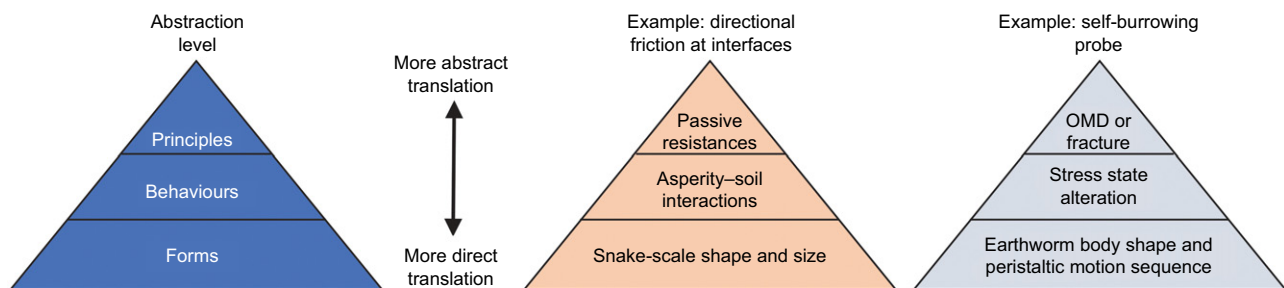 Abstraction
level
Principles
Behaviours
Forms
More abstract
translation
More direct
translation
Example: directional
friction at interfaces
Passive
resistances
Asperity–soil
interactions
Snake-scale shape and size
Example: self-burrowing
probe
OMD or
fracture
Stress state
alteration
Earthworm body shape and
peristaltic motion sequence